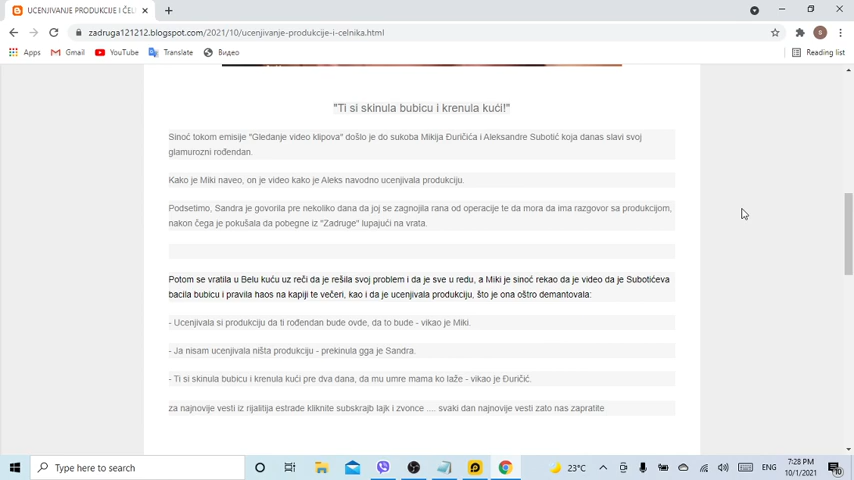 UCENJIVANJE PRODUKCIJE I ČEL
zadruga121212.blogspot.com/2021/10/ucenjivanje-produkcije-i-celnika.html
B
Apps Gmail YouTube Translate Видео Reading list
"Ti si skinula bubicu i krenula kući!"
Sinoć tokom emisije "Gledanje video klipova" došlo je do sukoba Mikija Đuričića i Aleksandre Subotić koja danas slavi svoj
glamurozni rođendan.
Kako je Miki naveo, on je video kako je Aleks navodno ucenjivala produkciju.
Podsetimo, Sandra je govorila pre nekoliko dana da joj se zagnojila rana od operacije te da mora da ima razgovor sa produkcijom,
nakon čega je pokušala da pobegne iz "Zadruge" lupajući na vrata.
Potom se vratila u Belu kuću uz reči da je rešila svoj problem i da je sve u redu, a Miki je sinoć rekao da je video da je Subotićeva
bacila bubicu i pravila haos na kapiji te večeri, kao i da je ucenjivala produkciju, što je ona oštro demantovala:
- Ucenjivala si produkciju da ti rođendan bude ovde, da to bude - vikao je Miki.
- Ja nisam ucenjivala ništa produkciju - prekinula gga je Sandra.
- Ti si skinula bubicu i krenula kući pre dva dana, da mu umre mama ko laže - vikao je Đuričić.
za najnovije vesti iz rijalitija estrade kliknite subskrajb lajk i zvonce .... svaki dan najnovije vesti zato nas zapratite
Type here to search
23°C
ENG
7:28 PM
10/1/2021
10